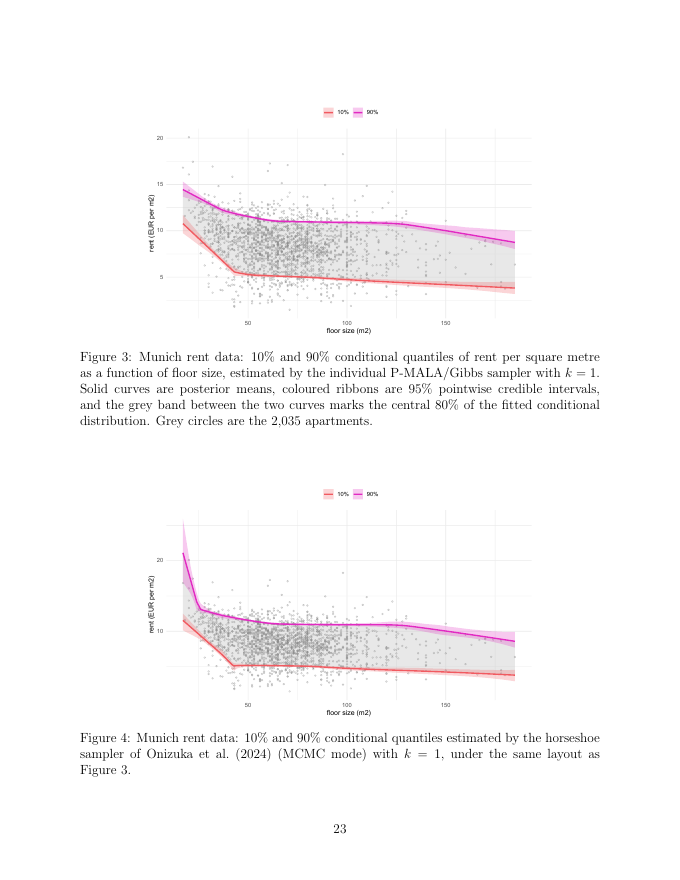 10% 90%
20
15
10
5
rent (EUR per m2)
50 100 150
floor size (m2)
Figure 3: Munich rent data: 10% and 90% conditional quantiles of rent per square metre
as a function of floor size, estimated by the individual P-MALA/Gibbs sampler with k = 1.
Solid curves are posterior means, coloured ribbons are 95% pointwise credible intervals,
and the grey band between the two curves marks the central 80% of the fitted conditional
distribution. Grey circles are the 2,035 apartments.
10% 90%
20
10
rent (EUR per m2)
50 100 150
floor size (m2)
Figure 4: Munich rent data: 10% and 90% conditional quantiles estimated by the horseshoe
sampler of Onizuka et al. (2024) (MCMC mode) with k = 1, under the same layout as
Figure 3.
23